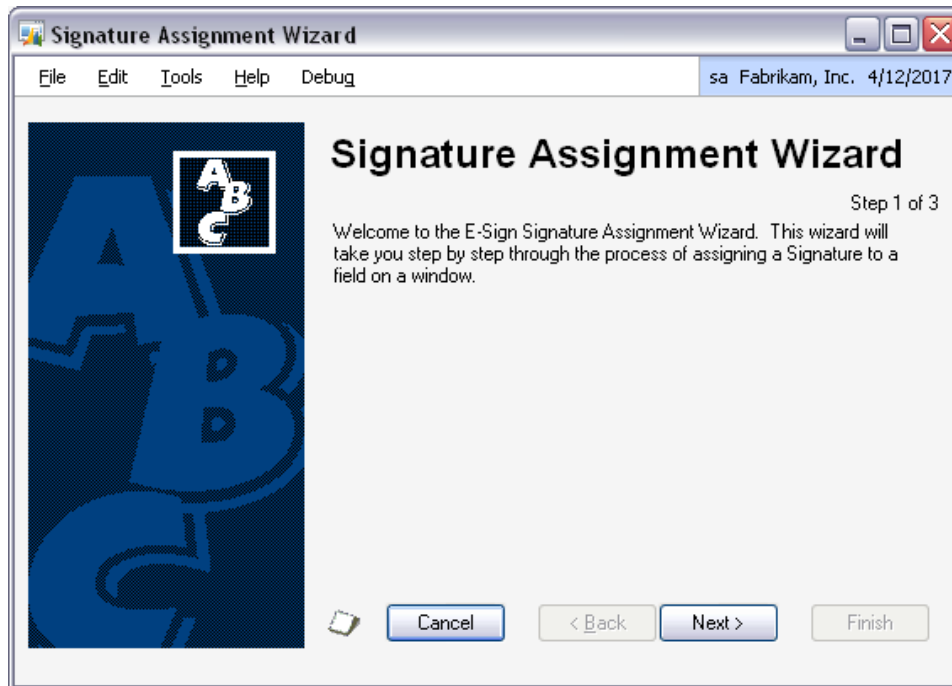 Signature Assignment Wizard
File Edit Tools Help Debug sa Fabrikam, Inc. 4/12/2017
Signature Assignment Wizard
Step 1 of 3
Welcome to the E-Sign Signature Assignment Wizard. This wizard will
take you step by step through the process of assigning a Signature to a
field on a window.
A
B
C
A
B
C
Cancel < Back Next > Finish